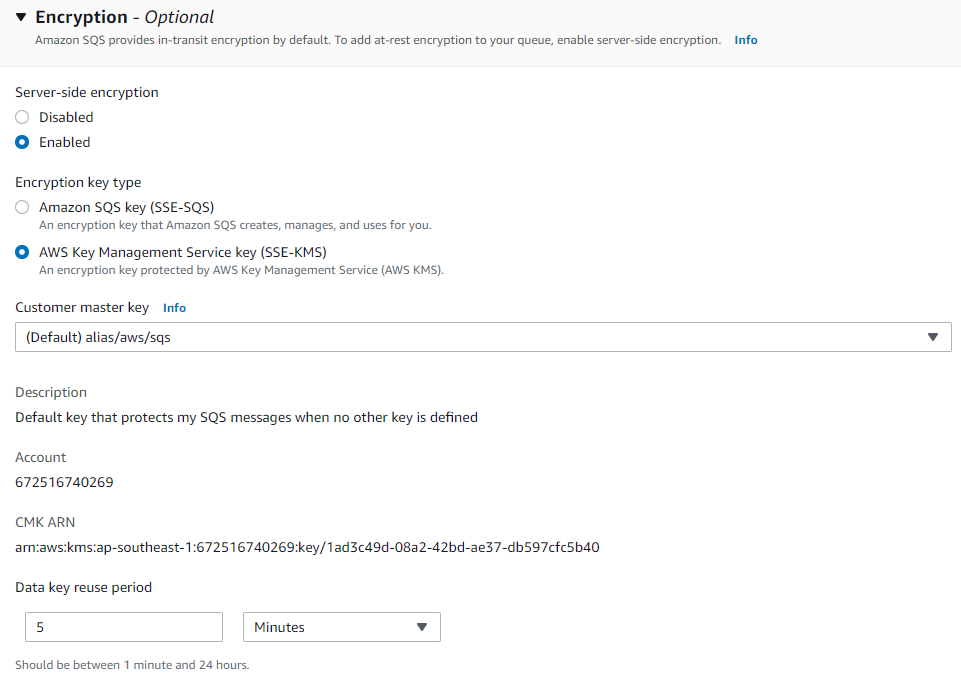 Encryption - Optional
Amazon SQS provides in-transit encryption by default. To add at-rest encryption to your queue, enable server-side encryption. Info
Server-side encryption
Disabled
Enabled
Encryption key type
Amazon SQS key (SSE-SQS)
An encryption key that Amazon SQS creates, manages, and uses for you.
AWS Key Management Service key (SSE-KMS)
An encryption key protected by AWS Key Management Service (AWS KMS).
Customer master key Info
(Default) alias/aws/sqs
Description
Default key that protects my SQS messages when no other key is defined
Account
672516740269
CMK ARN
arn:aws:kms:ap-southeast-1:672516740269:key/1ad3c49d-08a2-42bd-ae37-db597cfc5b40
Data key reuse period
5 Minutes
Should be between 1 minute and 24 hours.